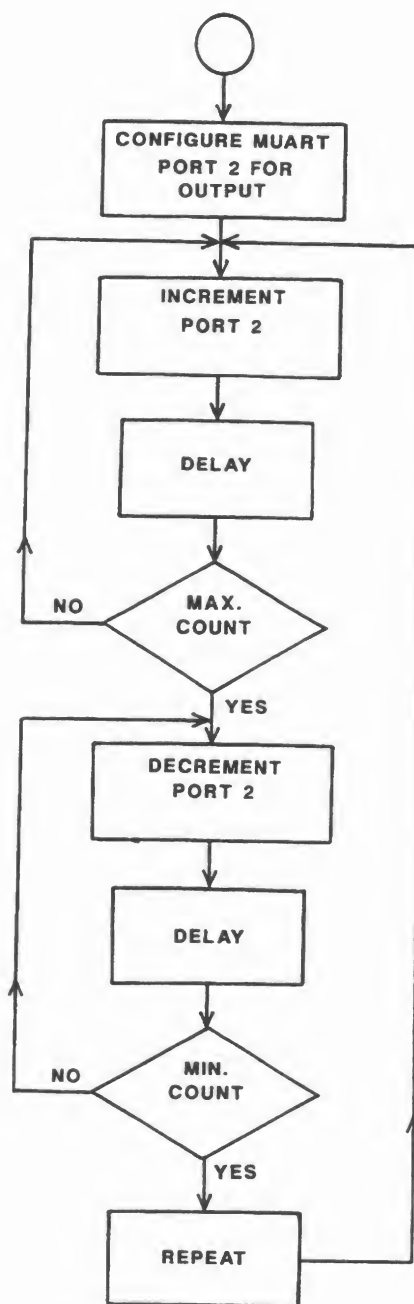 CONFIGURE MUART
PORT 2 FOR
OUTPUT
INCREMENT
PORT 2
DELAY
MAX.
COUNT
NO
YES
DECREMENT
PORT 2
DELAY
MIN.
COUNT
NO
YES
REPEAT